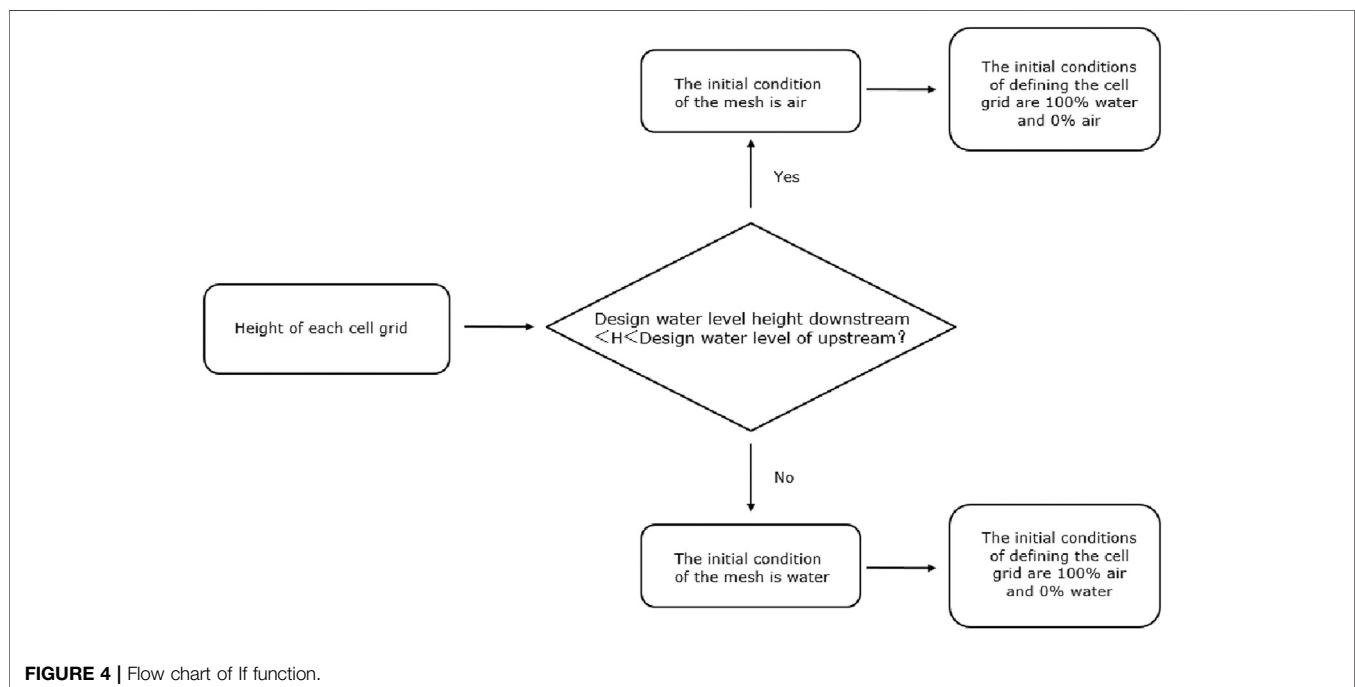 The initial condition
of the mesh is air
The initial conditions
of defining the cell
grid are 100% water
and 0% air
Yes
Height of each cell grid
Design water level height downstream
＜H＜Design water level of upstream?
No
The initial condition
of the mesh is water
The initial conditions
of defining the cell
grid are 100% air
and 0% water
FIGURE 4 | Flow chart of If function.